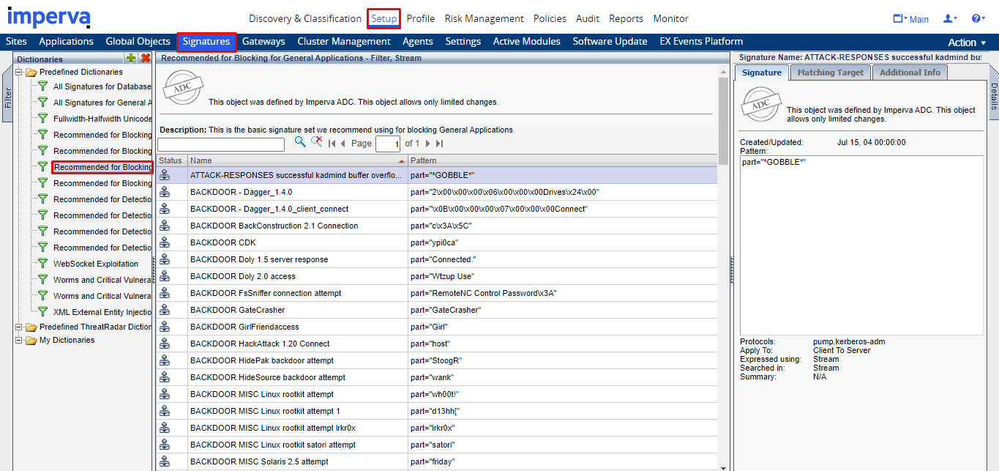 imperva
Discovery & Classification Setup Profile Risk Management Policies Audit Reports Monitor
Main
Sites Applications Global Objects Signatures Gateways Cluster Management Agents Settings Active Modules Software Update EX Events Platform
Action
Filter
Dictionaries
Predefined Dictionaries
All Signatures for Database
All Signatures for General A
Fullwidth-Halfwidth Unicode
Recommended for Blocking
Recommended for Blocking
Recommended for Blocking
Recommended for Blocking
Recommended for Detectio
Recommended for Detectio
Recommended for Detectio
Recommended for Detectio
WebSocket Exploitation
Worms and Critical Vulnera
Worms and Critical Vulnera
XML External Entity Injectio
Predefined ThreatRadar Diction
My Dictionaries
Recommended for Blocking for General Applications - Filter, Stream
ADC
This object was defined by Imperva ADC. This object allows only limited changes.
Description: This is the basic signature set we recommend using for blocking General Applications
Page 1 of 1
Status Name Pattern
ATTACK-RESPONSES successful kadmind buffer overflo... part="*GOBBLE*"
BACKDOOR - Dagger_1.4.0 part="2\x00\x00\x00\x06\x00\x00\x00Drives\x24\x00"
BACKDOOR - Dagger_1.4.0_client_connect part="\x0B\x00\x00\x00\x07\x00\x00\x00Connect"
BACKDOOR BackConstruction 2.1 Connection part="c\x3A\x5C"
BACKDOOR CDK part="ypi0ca"
BACKDOOR Doly 1.5 server response part="Connected."
BACKDOOR Doly 2.0 access part="Wtzup Use"
BACKDOOR FsSniffer connection attempt part="RemoteNC Control Password\x3A"
BACKDOOR GateCrasher part="GateCrasher"
BACKDOOR GirlFriendaccess part="Girl"
BACKDOOR HackAttack 1.20 Connect part="host"
BACKDOOR HidePak backdoor attempt part="StoogR"
BACKDOOR HideSource backdoor attempt part="wank"
BACKDOOR MISC Linux rootkit attempt part="wh00t!"
BACKDOOR MISC Linux rootkit attempt 1 part="d13hh["
BACKDOOR MISC Linux rootkit attempt lrkr0x part="lrkr0x"
BACKDOOR MISC Linux rootkit satori attempt part="satori"
BACKDOOR MISC Solaris 2.5 attempt part="friday"
Signature Name: ATTACK-RESPONSES successful kadmind buf
Signature Matching Target Additional Info
Details
ADC
This object was defined by Imperva ADC. This object
allows only limited changes.
Created/Updated: Jul 15, 04 00:00:00
Pattern:
part="*GOBBLE*"
Protocols: pump,kerberos-adm
Apply To: Client To Server
Expressed using: Stream
Searched in: Stream
Summary: N/A